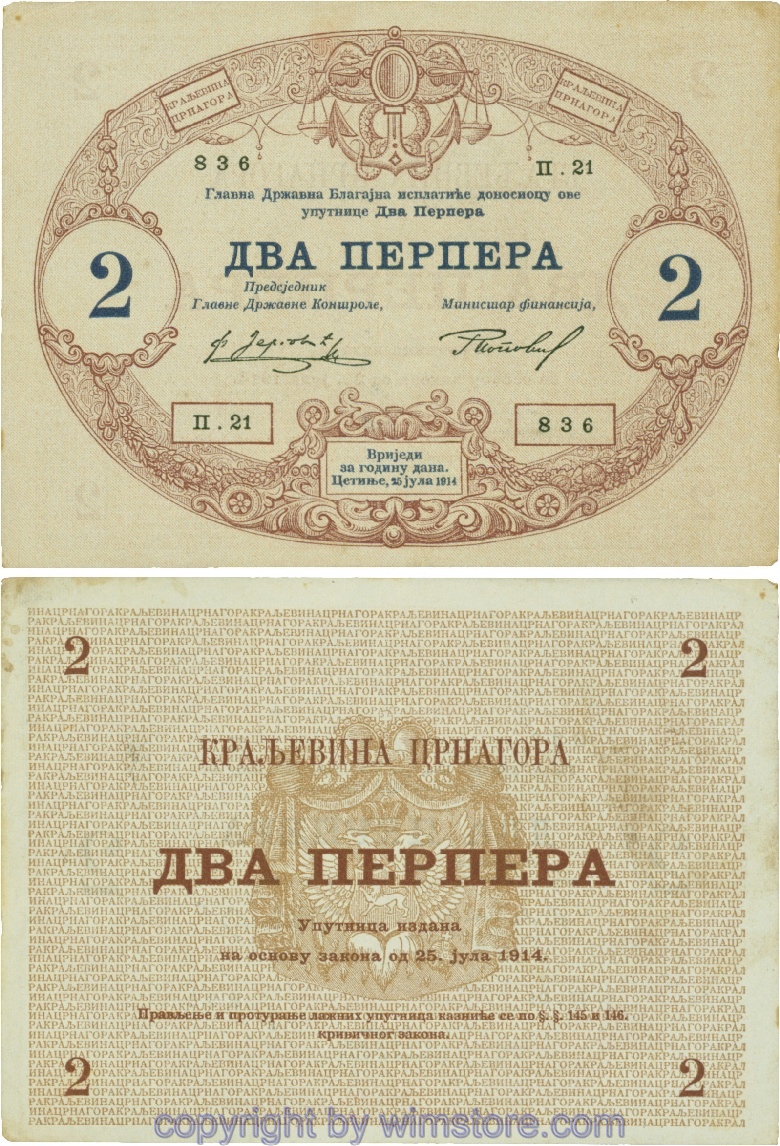 КРАЉЕВИНА
ЦРНАГОРА
КРАЉЕВИНА
ЦРНАГОРА
836
П.21
Главна Државна Благајна исплатиће доносиоцу ове
упутнице Два Перпера
ДВА ПЕРПЕРА
2
2
Предсједник
Главне Државне Контроле,
Министар финансија,
П.21
836
Вриједи
за годину дана.
Цетиње, 25 јула 1914
2
2
КРАЉЕВИНА ЦРНАГОРА
ДВА ПЕРПЕРА
Упутница издана
на основу закона од 25. јула 1914.
Прављење и протурање лажних упутница казниће се по §. §. 145 и 146.
кривичног закона.
2
2
copyright by wimstore.com